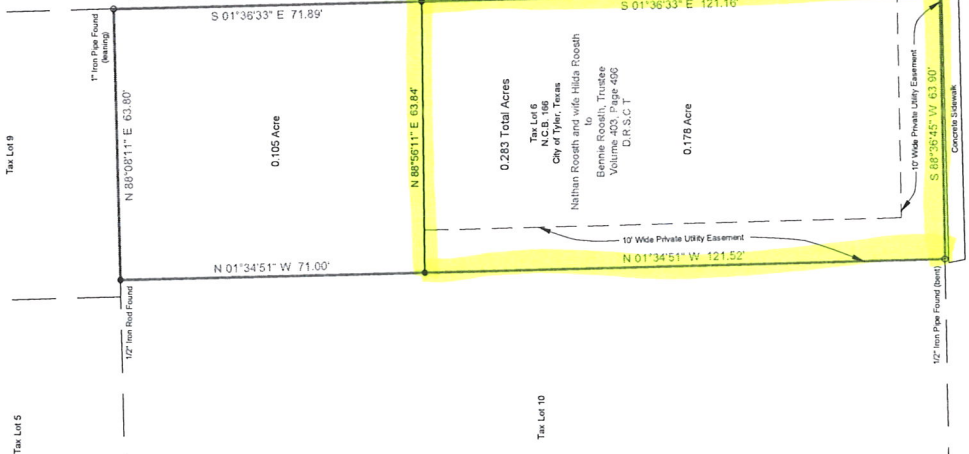 S 01°36'33" E 71.89'
S 01°36'33" E 121.16'
1" Iron Pipe Found
(leaning)
Tax Lot 9
N 88°08'11" E 63.80'
0.105 Acre
N 88°56'11" E 63.84'
0.283 Total Acres
Tax Lot 6
N.C.B. 166
City of Tyler, Texas
Nathan Roosth and wife Hilda Roosth
to
Bennie Roosth, Trustee
Volume 403, Page 496
D.R.S.C.T
0.178 Acre
10' Wide Private Utility Easement
S 88°36'45" W 63.90'
Concrete Sidewalk
10' Wide Private Utility Easement
N 01°34'51" W 71.00'
N 01°34'51" W 121.52'
1/2" Iron Rod Found
1/2" Iron Pipe Found (bent)
Tax Lot 5
Tax Lot 10